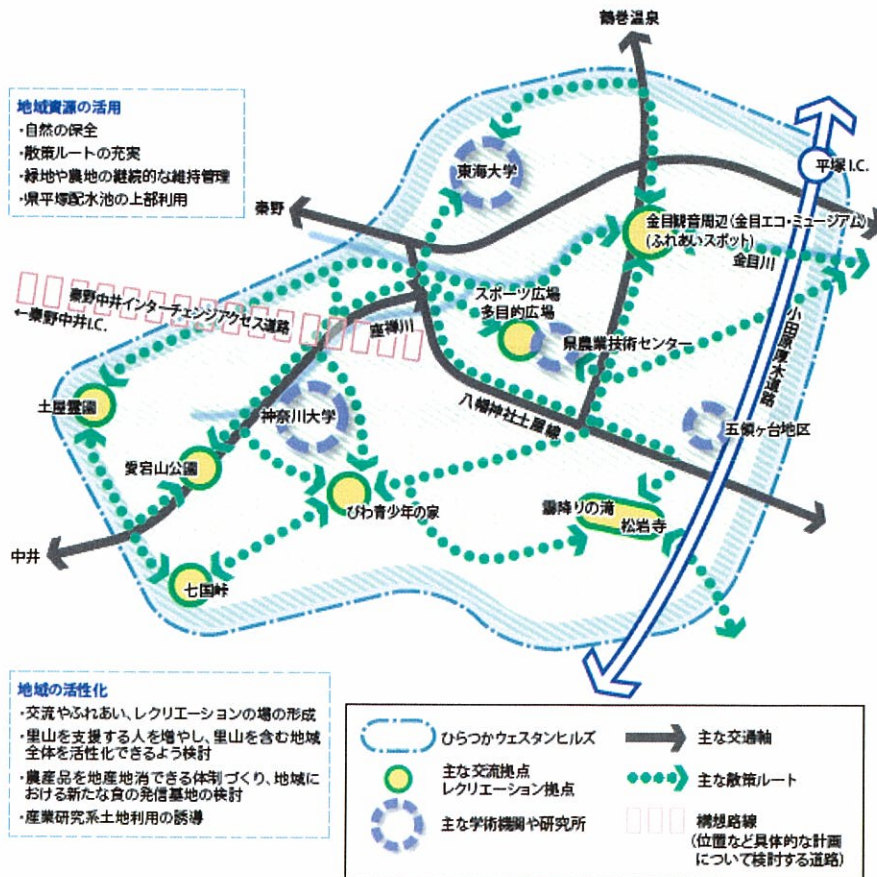 鶴巻温泉
地域資源の活用
・自然の保全
・散策ルートの充実
・緑地や農地の継続的な維持管理
・県平塚配水池の上部利用
東海大学
平塚I.C.
秦野
金目観音周辺(金目エコ・ミュージアム)
(ふれあいスポット)
金目川
スポーツ広場
多目的広場
秦野中井インターチェンジアクセス道路
←秦野中井I.C.
座禅川
県農業技術センター
小田原厚木道路
土屋霊園
神奈川大学
八幡神社土屋線
五領ヶ台地区
愛宕山公園
びわ青少年の家
霧降りの滝
松岩寺
中井
七国峠
地域の活性化
・交流やふれあい、レクリエーションの場の形成
・里山を支援する人を増やし、里山を含む地域
全体を活性化できるよう検討
・農産品を地産地消できる体制づくり、地域に
おける新たな食の発信基地の検討
・産業研究系土地利用の誘導
ひらつかウェスタンヒルズ
主な交通軸
主な交流拠点
レクリエーション拠点
主な散策ルート
主な学術機関や研究所
構想路線
(位置など具体的な計画
について検討する道路)